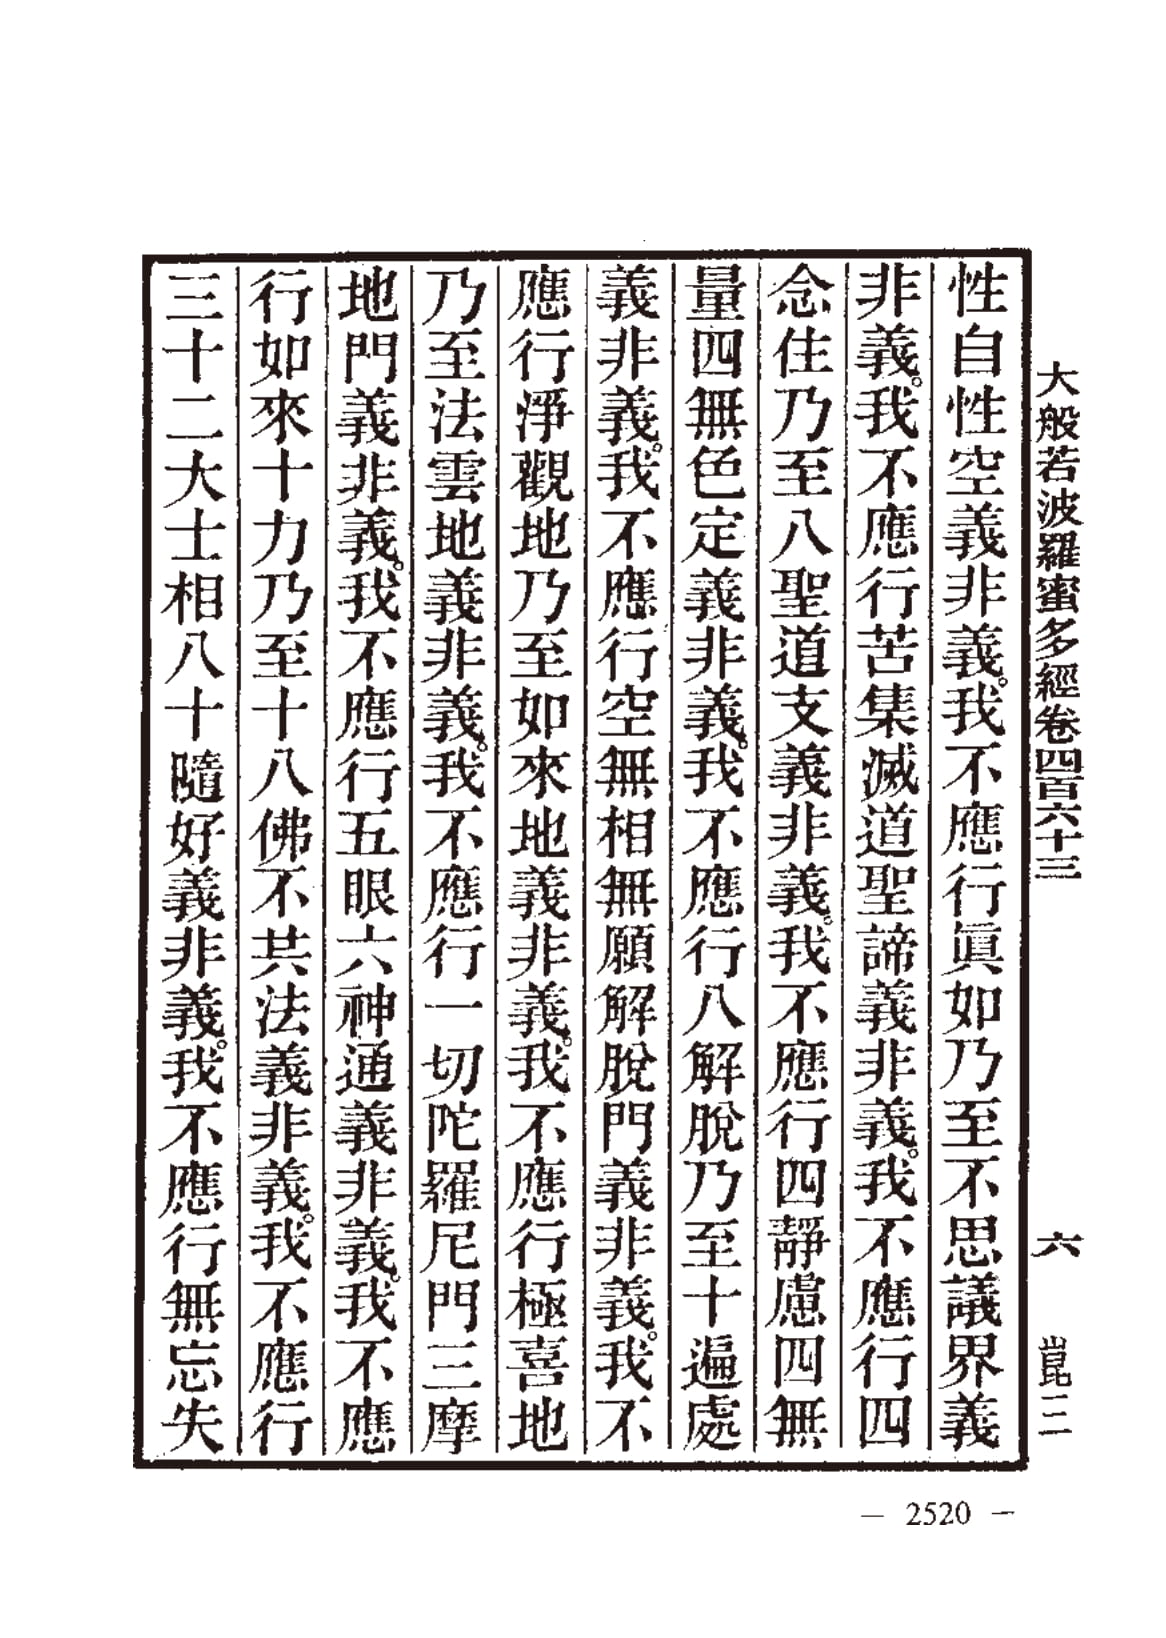 大般若波羅蜜多經卷四百六十三 六 崑三
性自性空義非義。我不應行眞如乃至不思議界義
非義。我不應行苦集滅道聖諦義非義。我不應行四
念住乃至八聖道支義非義。我不應行四靜慮四無
量四無色定義非義。我不應行八解脫乃至十遍處
義非義。我不應行空無相無願解脫門義非義。我不
應行淨觀地乃至如來地義非義。我不應行極喜地
乃至法雲地義非義。我不應行一切陀羅尼門三摩
地門義非義。我不應行五眼六神通義非義。我不應
行如來十力乃至十八佛不共法義非義。我不應行
三十二大士相八十隨好義非義。我不應行無忘失
— 2520 —